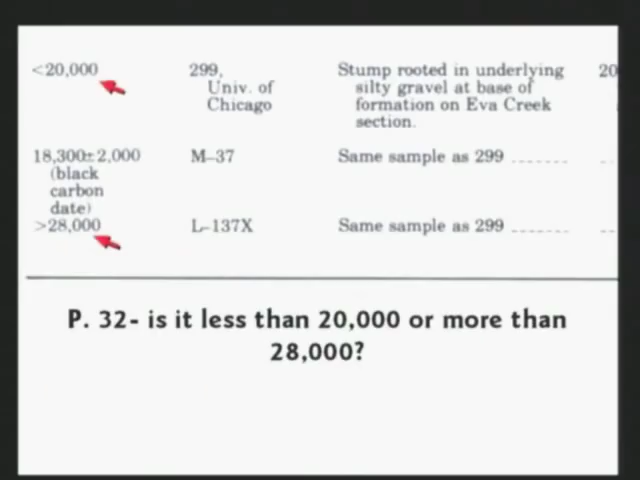 <20,000 299, Stump rooted in underlying 20
Univ. of silty gravel at base of
Chicago formation on Eva Creek
section.
18,300±2,000 M–37 Same sample as 299
(black
carbon
date)
>28,000 L–137X Same sample as 299
P. 32- is it less than 20,000 or more than
28,000?